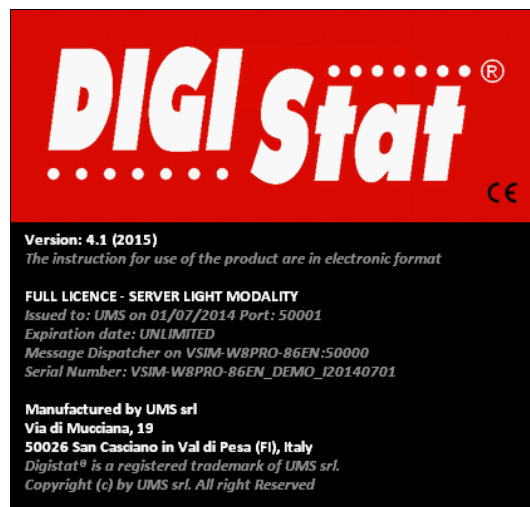 DIGI Stat ®
CE
Version: 4.1 (2015)
The instruction for use of the product are in electronic format
FULL LICENCE - SERVER LIGHT MODALITY
Issued to: UMS on 01/07/2014 Port: 50001
Expiration date: UNLIMITED
Message Dispatcher on VSIM-W8PRO-86EN:50000
Serial Number: VSIM-W8PRO-86EN_DEMO_I20140701
Manufactured by UMS srl
Via di Mucciana, 19
50026 San Casciano in Val di Pesa (FI), Italy
Digistat® is a registered trademark of UMS srl.
Copyright (c) by UMS srl. All right Reserved